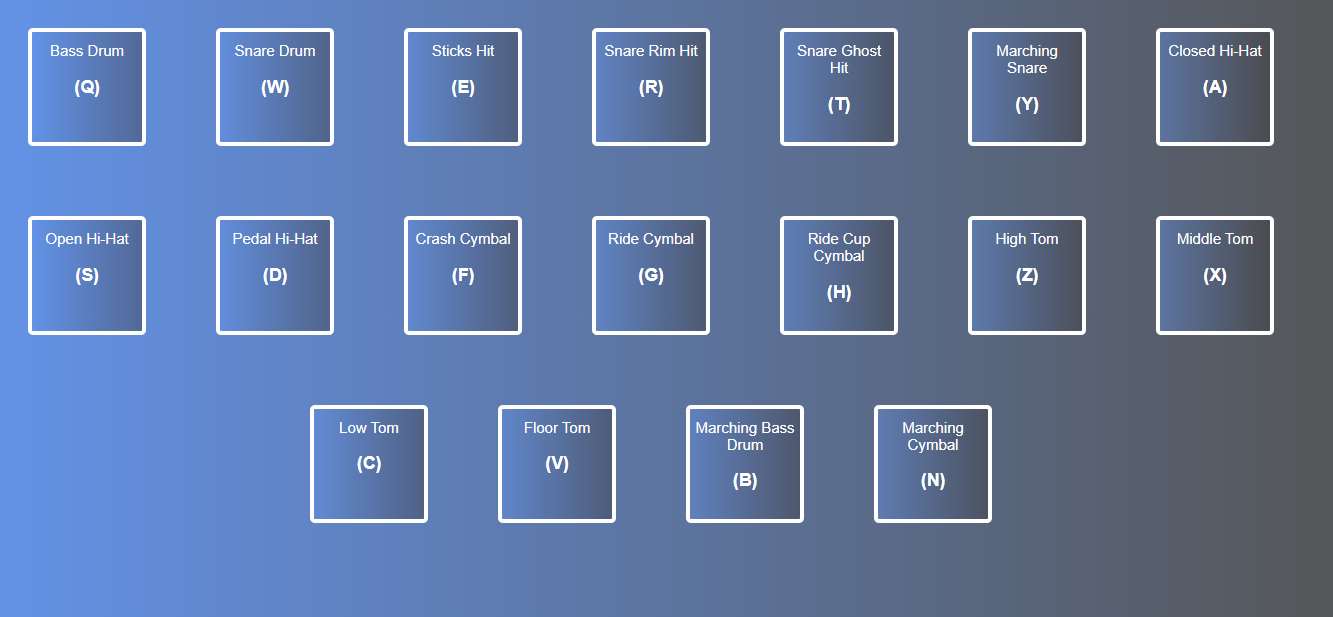 Bass Drum
(Q)
Snare Drum
(W)
Sticks Hit
(E)
Snare Rim Hit
(R)
Snare Ghost
Hit
(T)
Marching
Snare
(Y)
Closed Hi-Hat
(A)
Open Hi-Hat
(S)
Pedal Hi-Hat
(D)
Crash Cymbal
(F)
Ride Cymbal
(G)
Ride Cup
Cymbal
(H)
High Tom
(Z)
Middle Tom
(X)
Low Tom
(C)
Floor Tom
(V)
Marching Bass
Drum
(B)
Marching
Cymbal
(N)